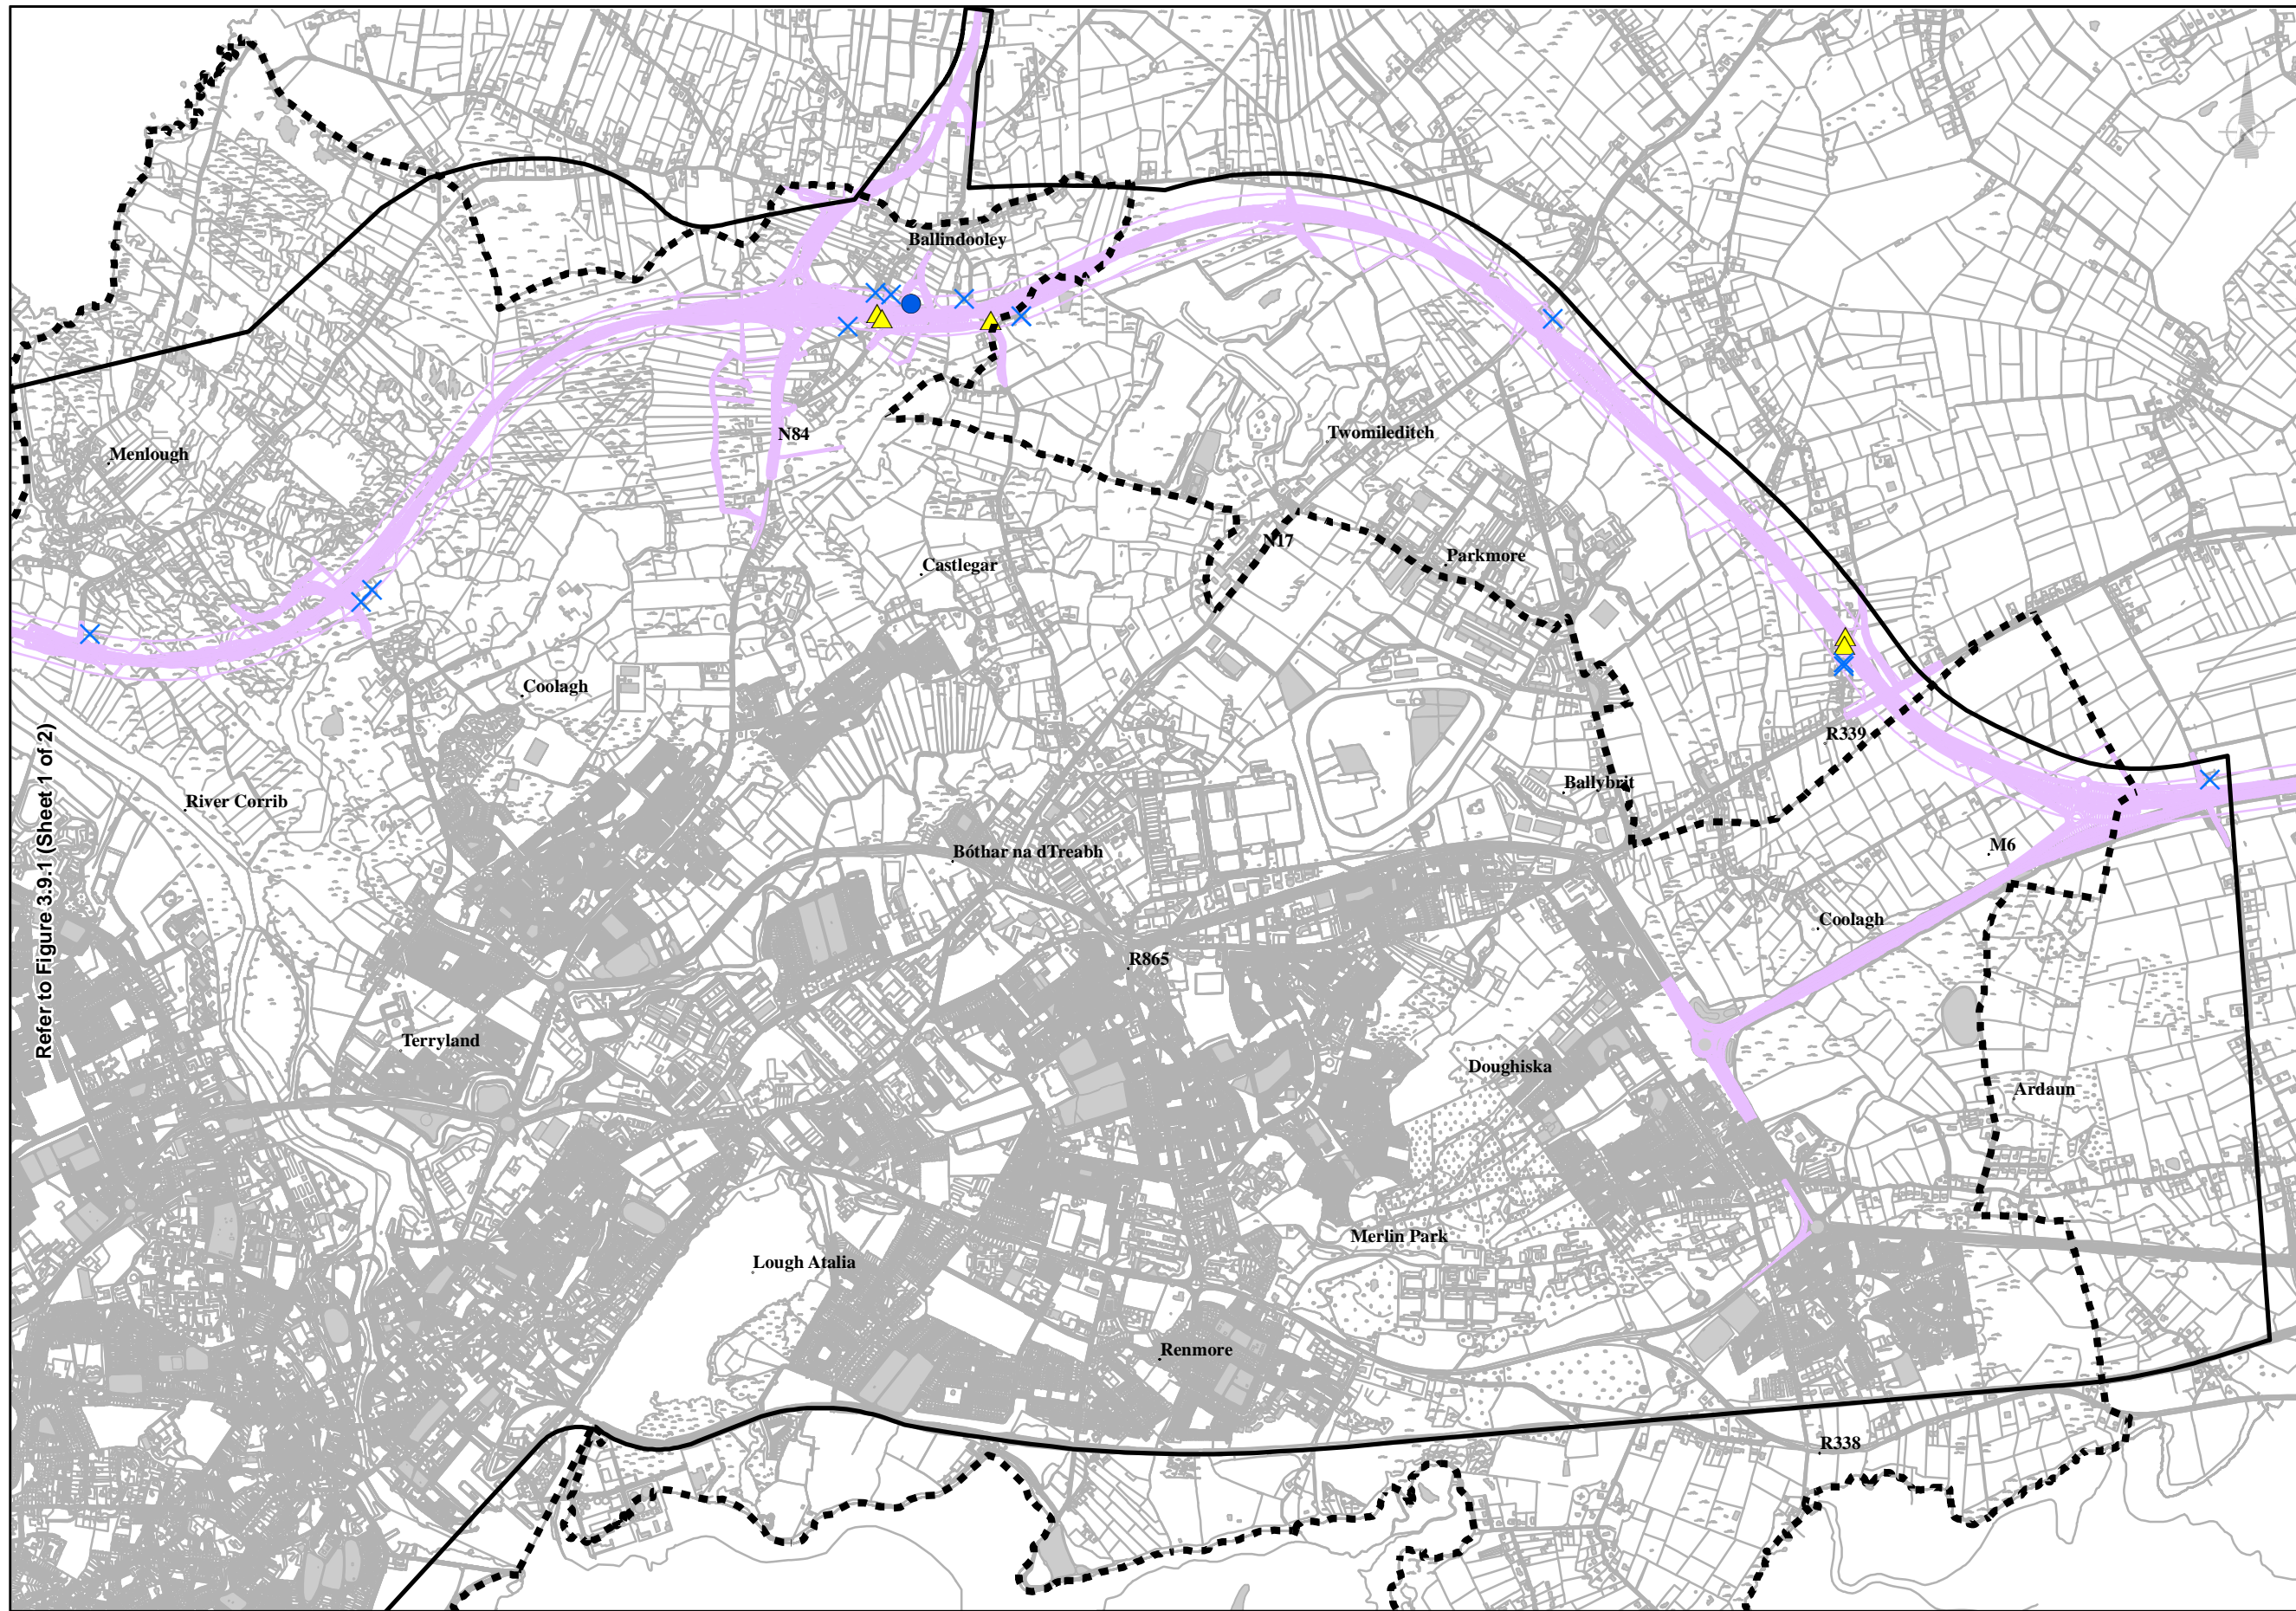 Ballindooley
N84
Twomileditch
Menlough
N17
Parkmore
Castlegar
Coolagh
R339
Ballybrit
River Corrib
M6
Bóthar na dTreabh
Coolagh
R865
Terryland
Doughiska
Ardaun
Merlin Park
Lough Atalia
Renmore
R338
Refer to Figure 3.9.1 (Sheet 1 of 2)